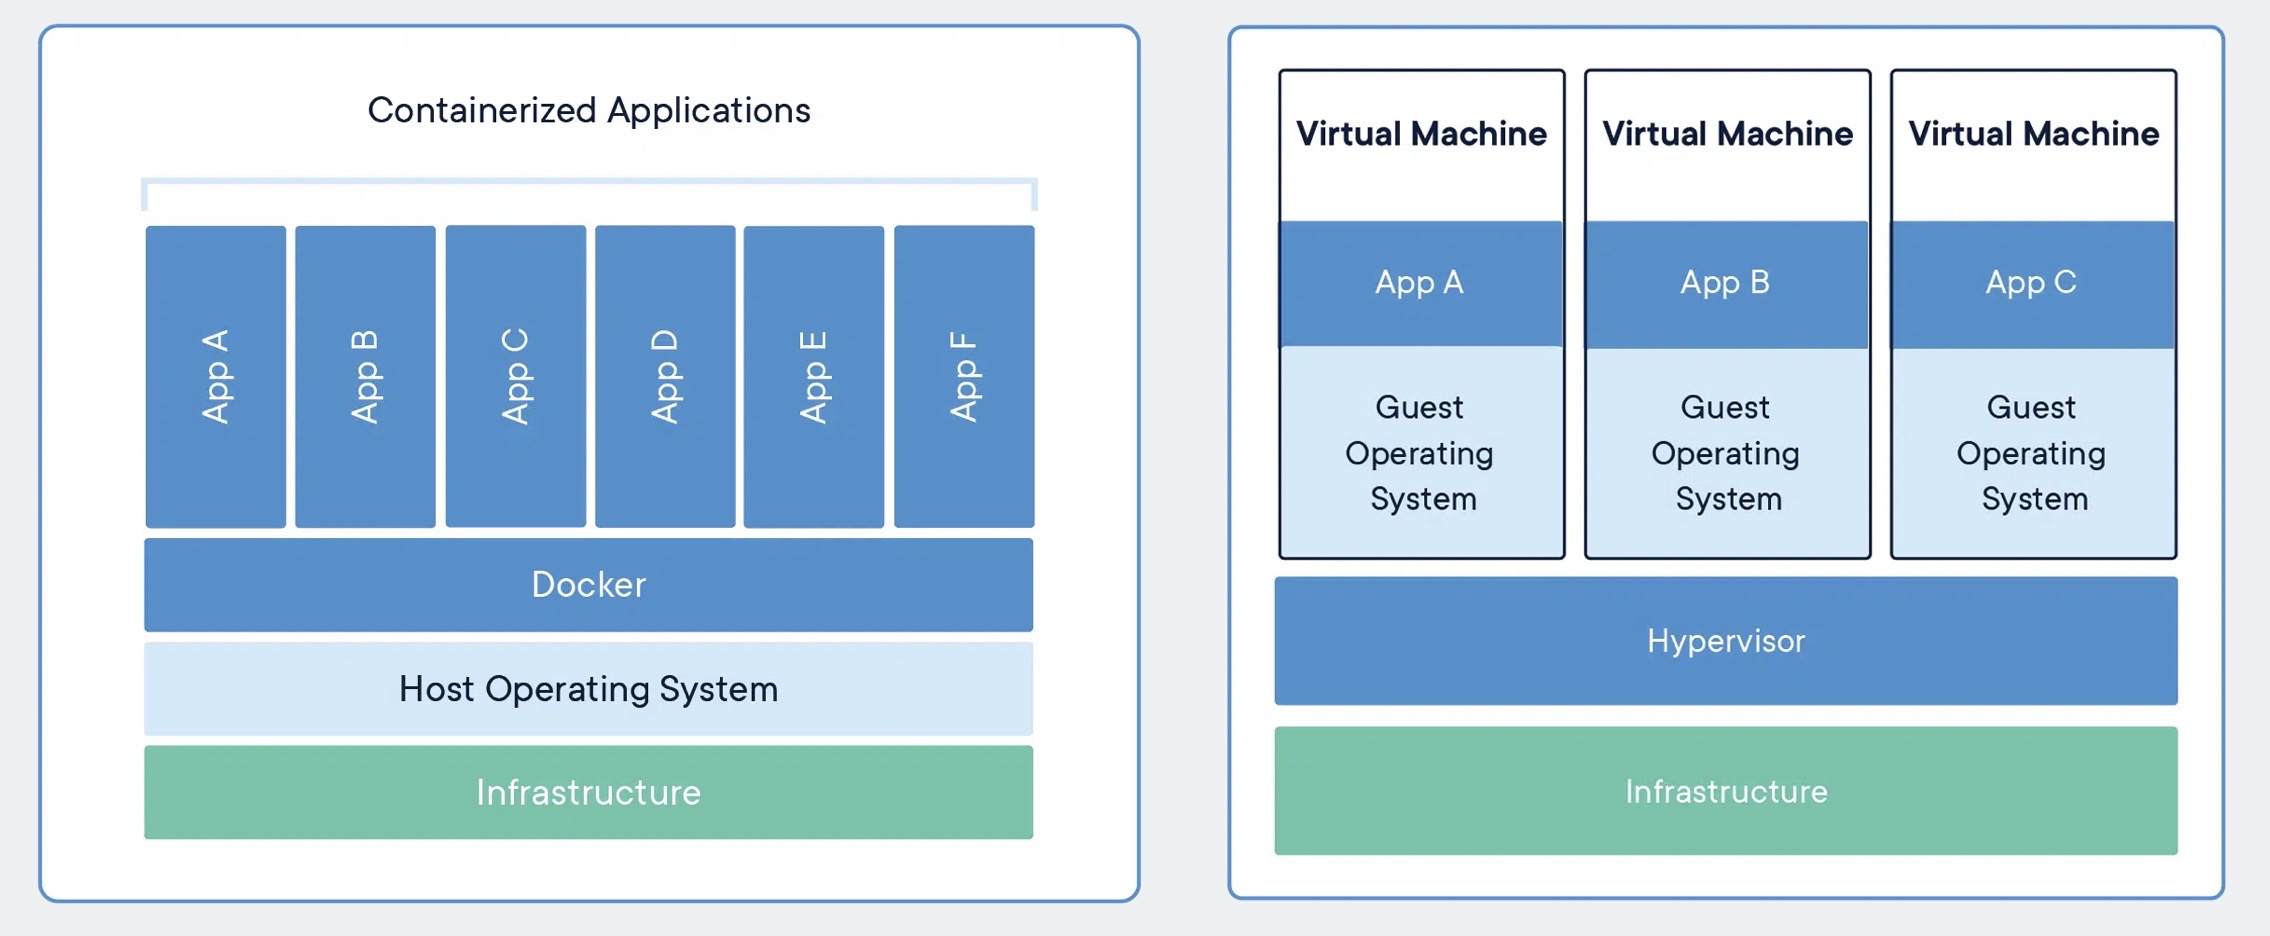 Containerized Applications
App A
App B
App C
App D
App E
App F
Docker
Host Operating System
Infrastructure
Virtual Machine
App A
Guest
Operating
System
Virtual Machine
App B
Guest
Operating
System
Virtual Machine
App C
Guest
Operating
System
Hypervisor
Infrastructure